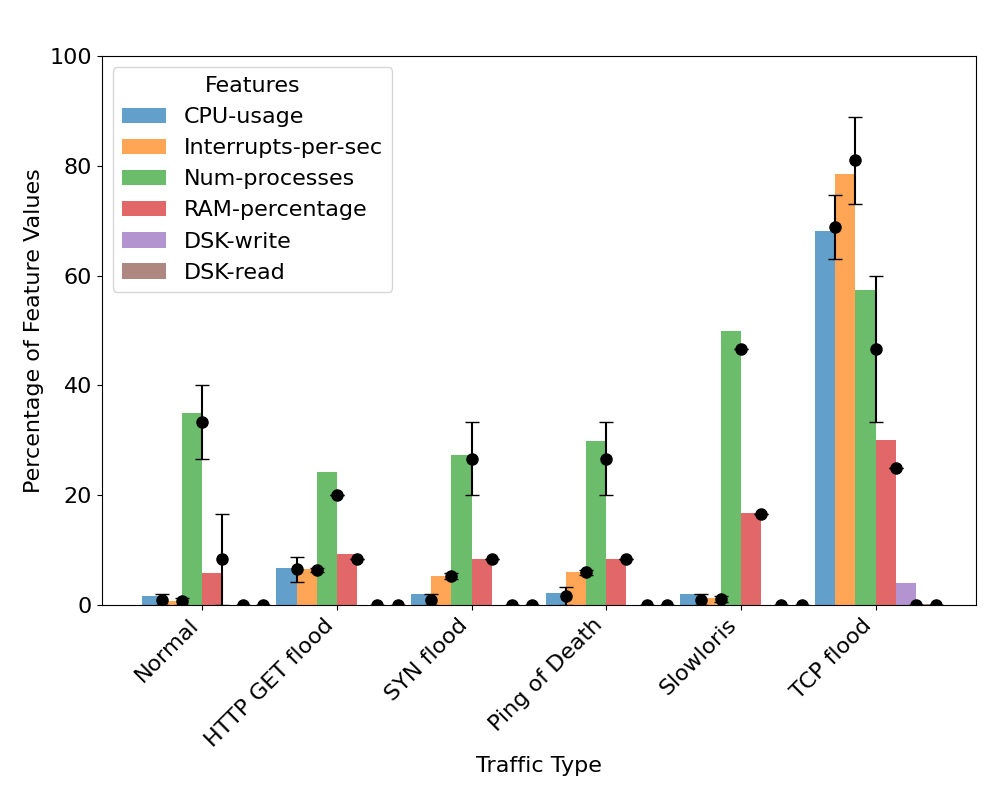 Features
CPU-usage
Interrupts-per-sec
Num-processes
RAM-percentage
DSK-write
DSK-read
Percentage of Feature Values
100
80
60
40
20
0
Normal
HTTP GET flood
SYN flood
Ping of Death
Slowloris
TCP flood
Traffic Type